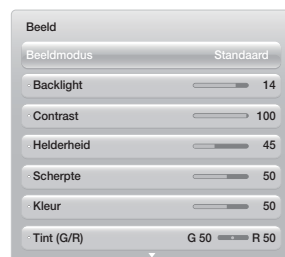 Beeld
Beeldmodus Standaard
Backlight 14
Contrast 100
Helderheid 45
Scherpte 50
Kleur 50
Tint (G/R) G 50 R 50